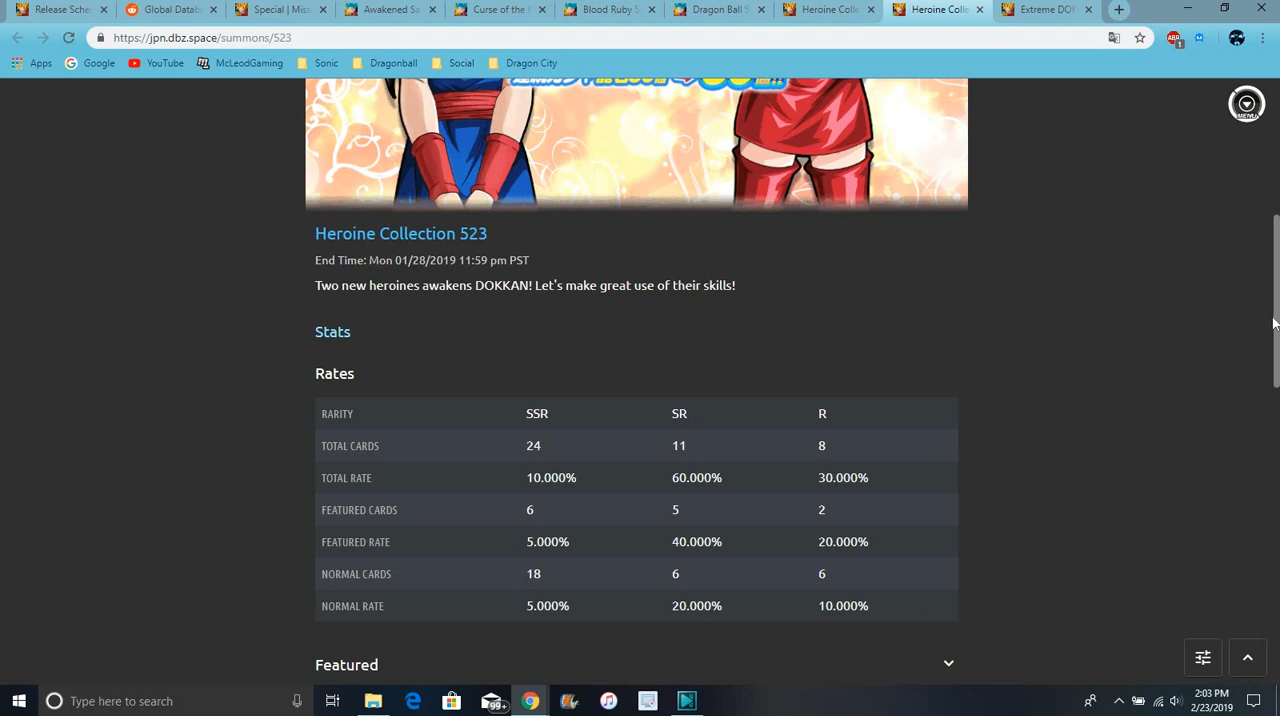 Release Sche
Global Datab
Special | Mis
Awakened Sa
Curse of the
Blood Ruby S
Dragon Ball S
Heroine Colle
Heroine Colle
Extreme DOK
https://jpn.dbz.space/summons/523
ABP
1
Apps
Google
YouTube
McLeodGaming
Sonic
Dragonball
Social
Dragon City
MENU
Heroine Collection 523
End Time: Mon 01/28/2019 11:59 pm PST
Two new heroines awakens DOKKAN! Let's make great use of their skills!
Stats
Rates
RARITY SSR SR R
TOTAL CARDS 24 11 8
TOTAL RATE 10.000% 60.000% 30.000%
FEATURED CARDS 6 5 2
FEATURED RATE 5.000% 40.000% 20.000%
NORMAL CARDS 18 6 6
NORMAL RATE 5.000% 20.000% 10.000%
Featured
Type here to search
99+
2:03 PM
2/23/2019